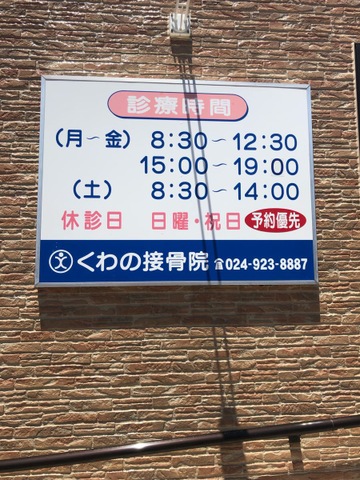 診療時間
(月～金) 8:30～12:30
15:00～19:00
(土) 8:30～14:00
休診日 日曜・祝日 予約優先
くわの接骨院 ☎024-923-8887